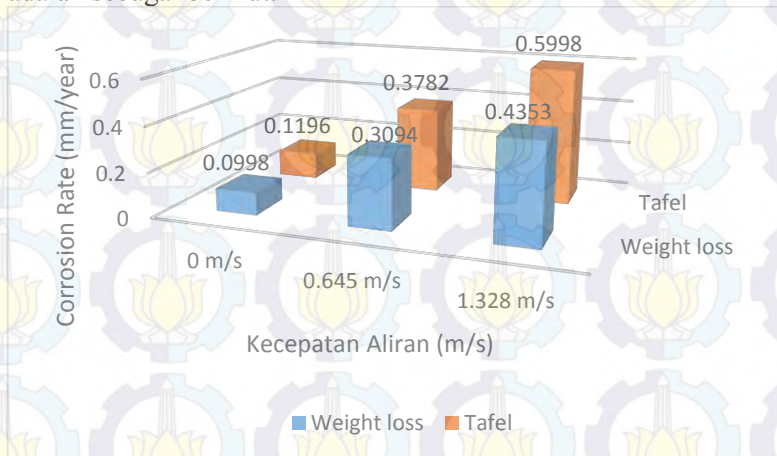 0.5998
0.6
0.3782
0.4353
0.4
0.1196
0.3094
0.0998
0.2
0
Tafel
Weight loss
0 m/s
0.645 m/s
1.328 m/s
Corrosion Rate (mm/year)
Kecepatan Aliran (m/s)
Weight loss Tafel